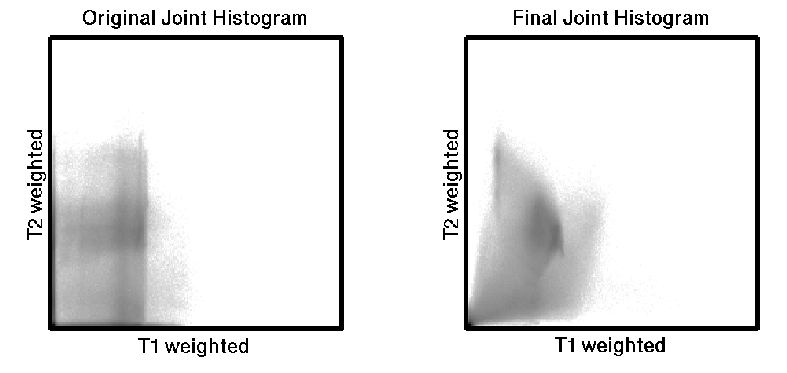 Original Joint Histogram
T2 weighted
T1 weighted
Final Joint Histogram
T2 weighted
T1 weighted